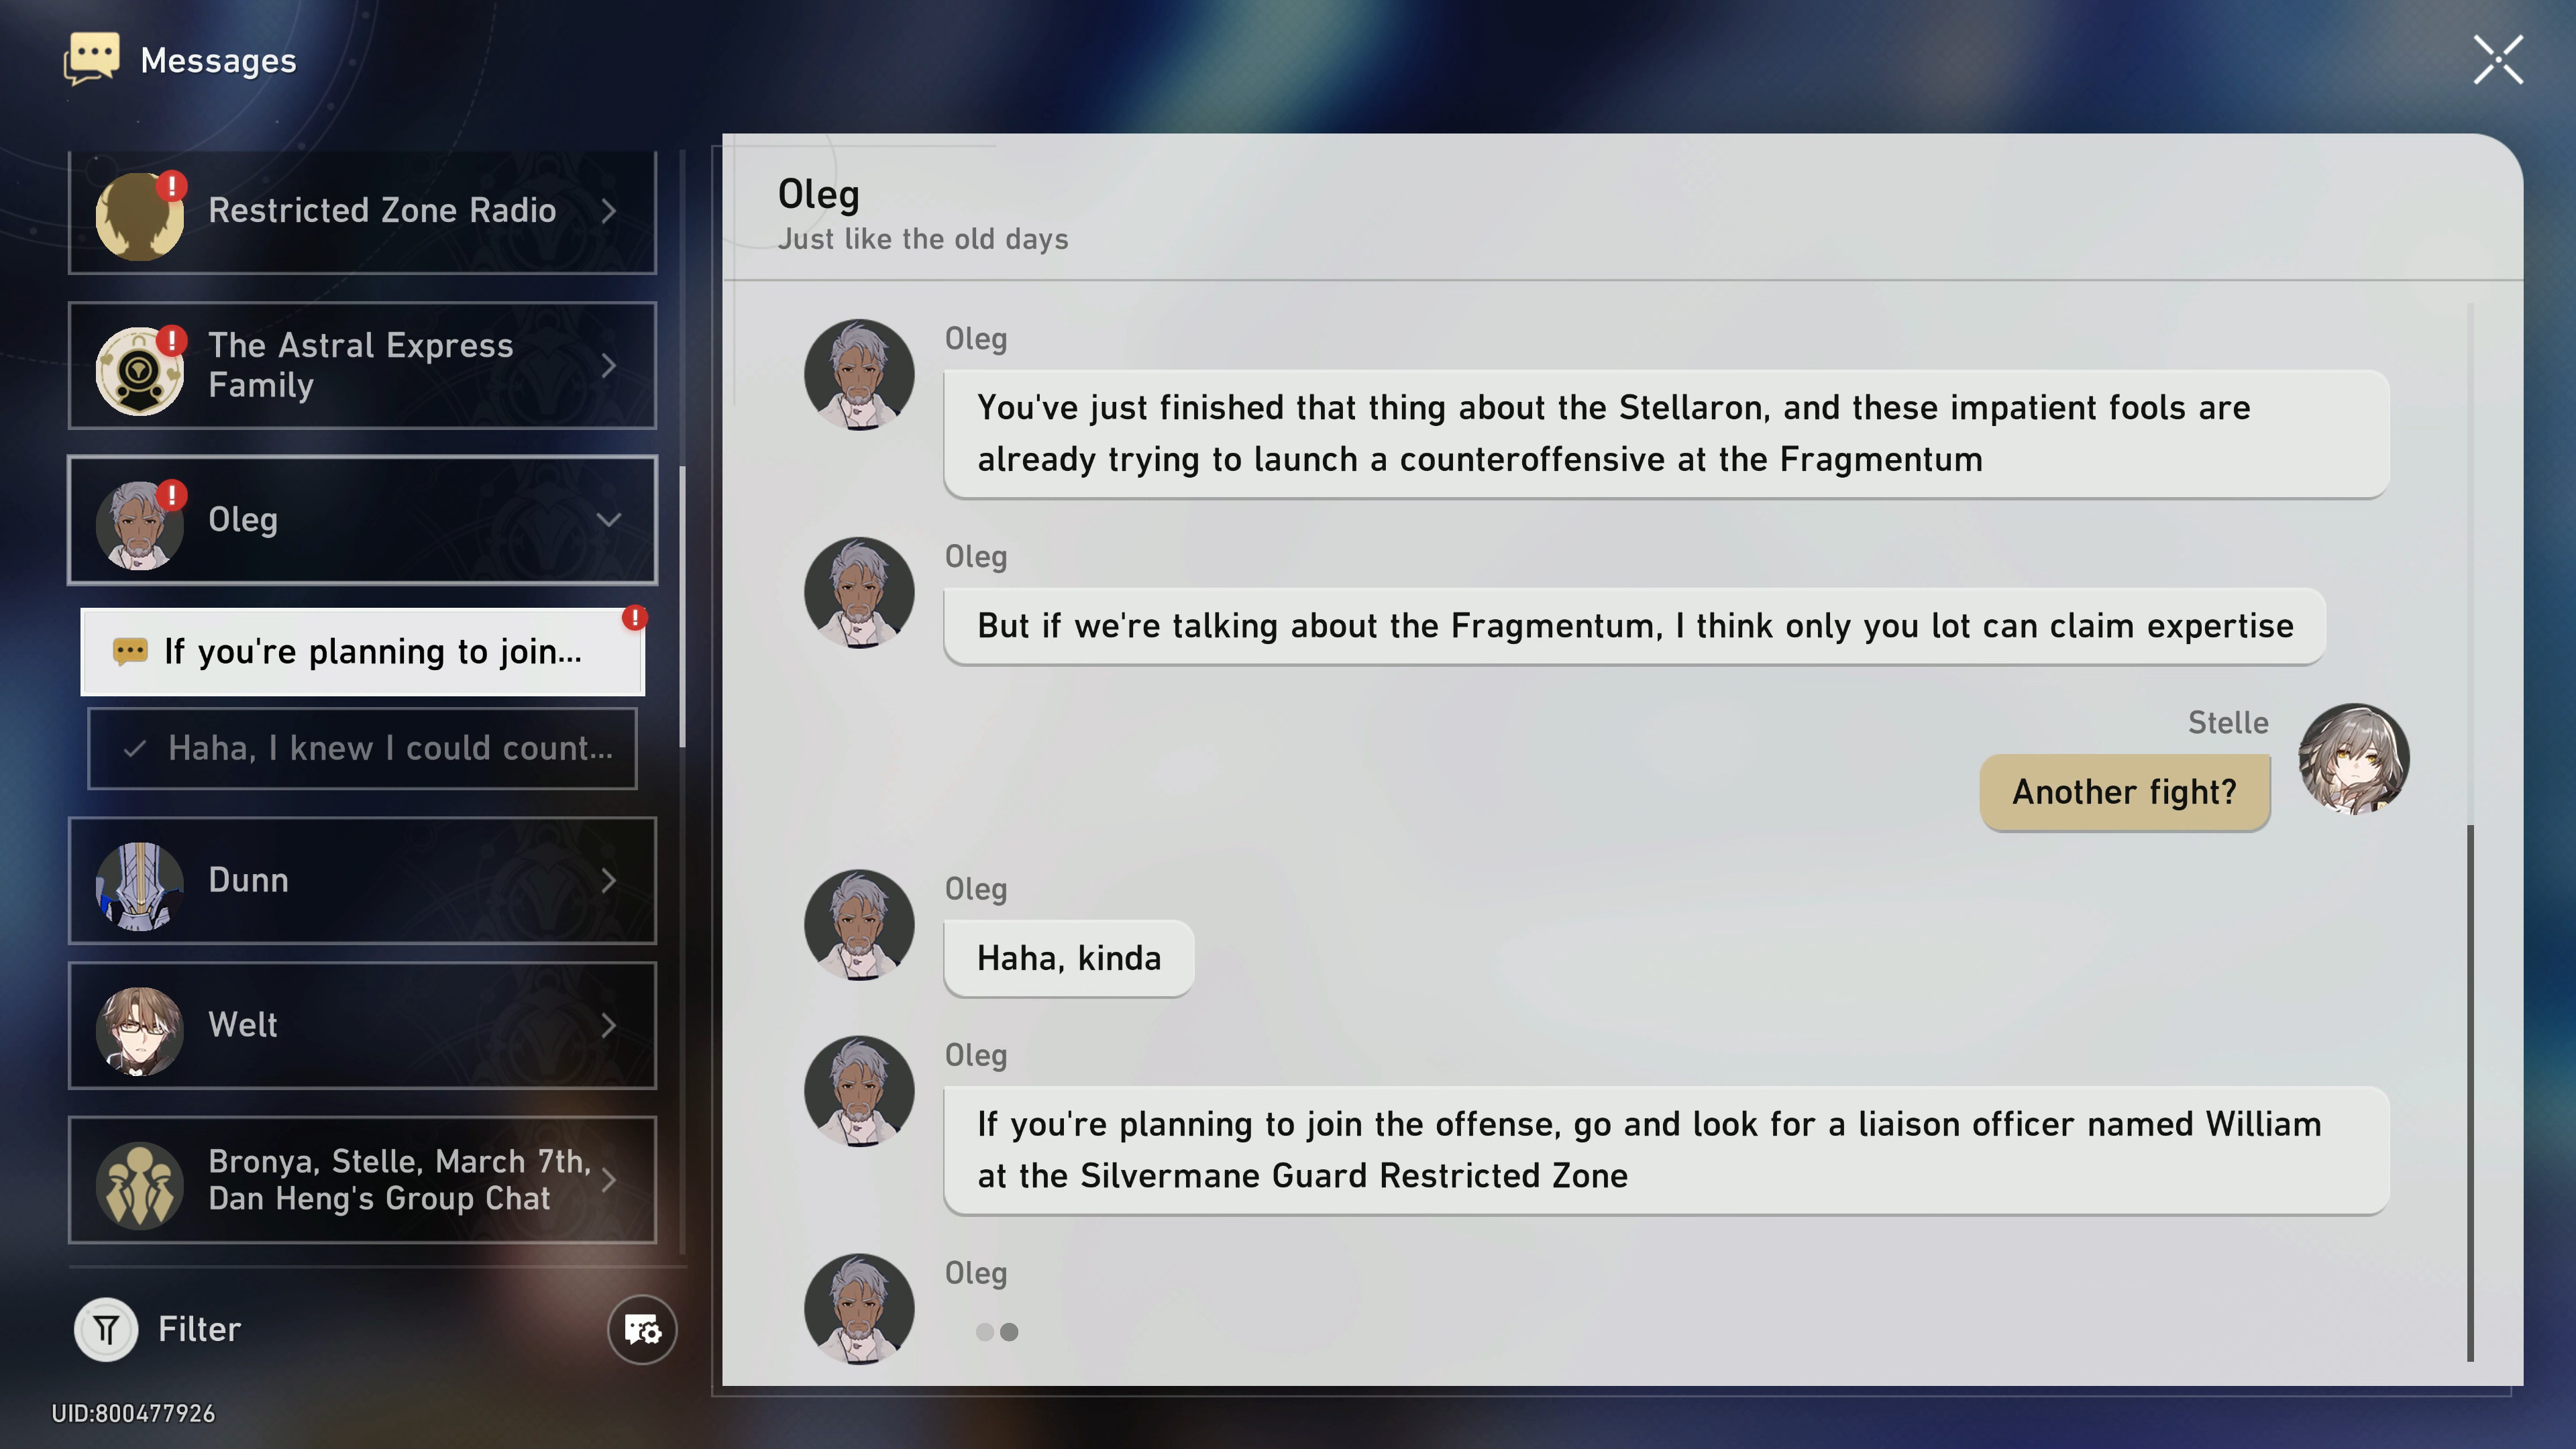 Messages
Restricted Zone Radio
The Astral Express
Family
Oleg
If you're planning to join...
Haha, I knew I could count...
Dunn
Welt
Bronya, Stelle, March 7th,
Dan Heng's Group Chat
Filter
UID:800477926
Oleg
Just like the old days
Oleg
You've just finished that thing about the Stellaron, and these impatient fools are
already trying to launch a counteroffensive at the Fragmentum
Oleg
But if we're talking about the Fragmentum, I think only you lot can claim expertise
Stelle
Another fight?
Oleg
Haha, kinda
Oleg
If you're planning to join the offense, go and look for a liaison officer named William
at the Silvermane Guard Restricted Zone
Oleg